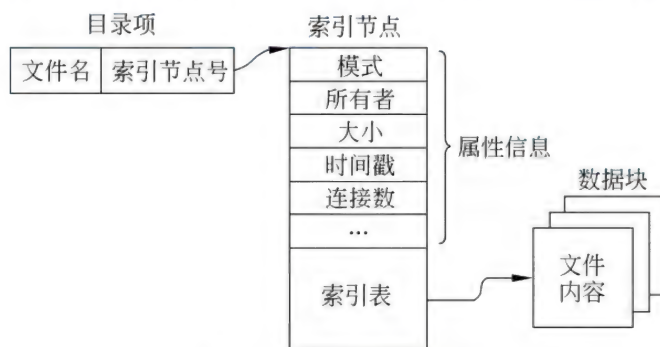 目录项
索引节点
文件名 索引节点号
模式
所有者
大小
时间戳
连接数
…
属性信息
索引表
数据块
文件
内容